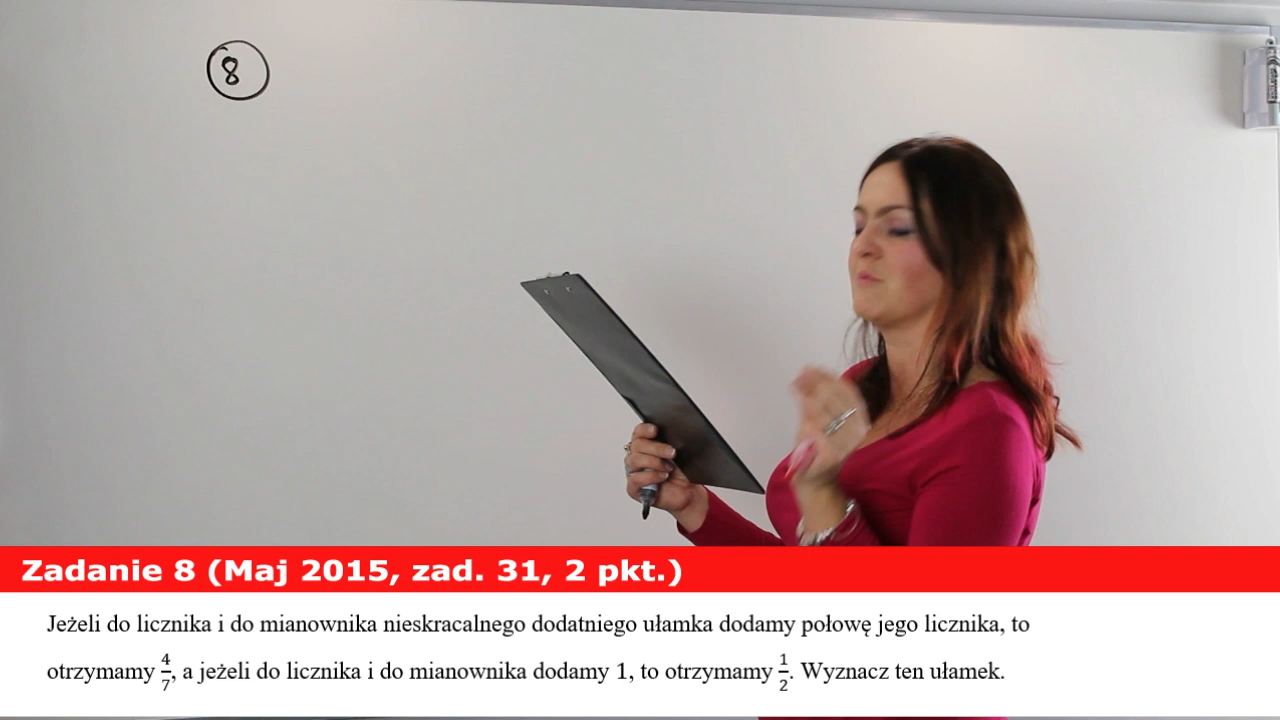 8
Zadanie 8 (Maj 2015, zad. 31, 2 pkt.)
Jeżeli do licznika i do mianownika nieskracalnego dodatniego ułamka dodamy połowę jego licznika, to
otrzymamy 4/7, a jeżeli do licznika i do mianownika dodamy 1, to otrzymamy 1/2. Wyznacz ten ułamek.